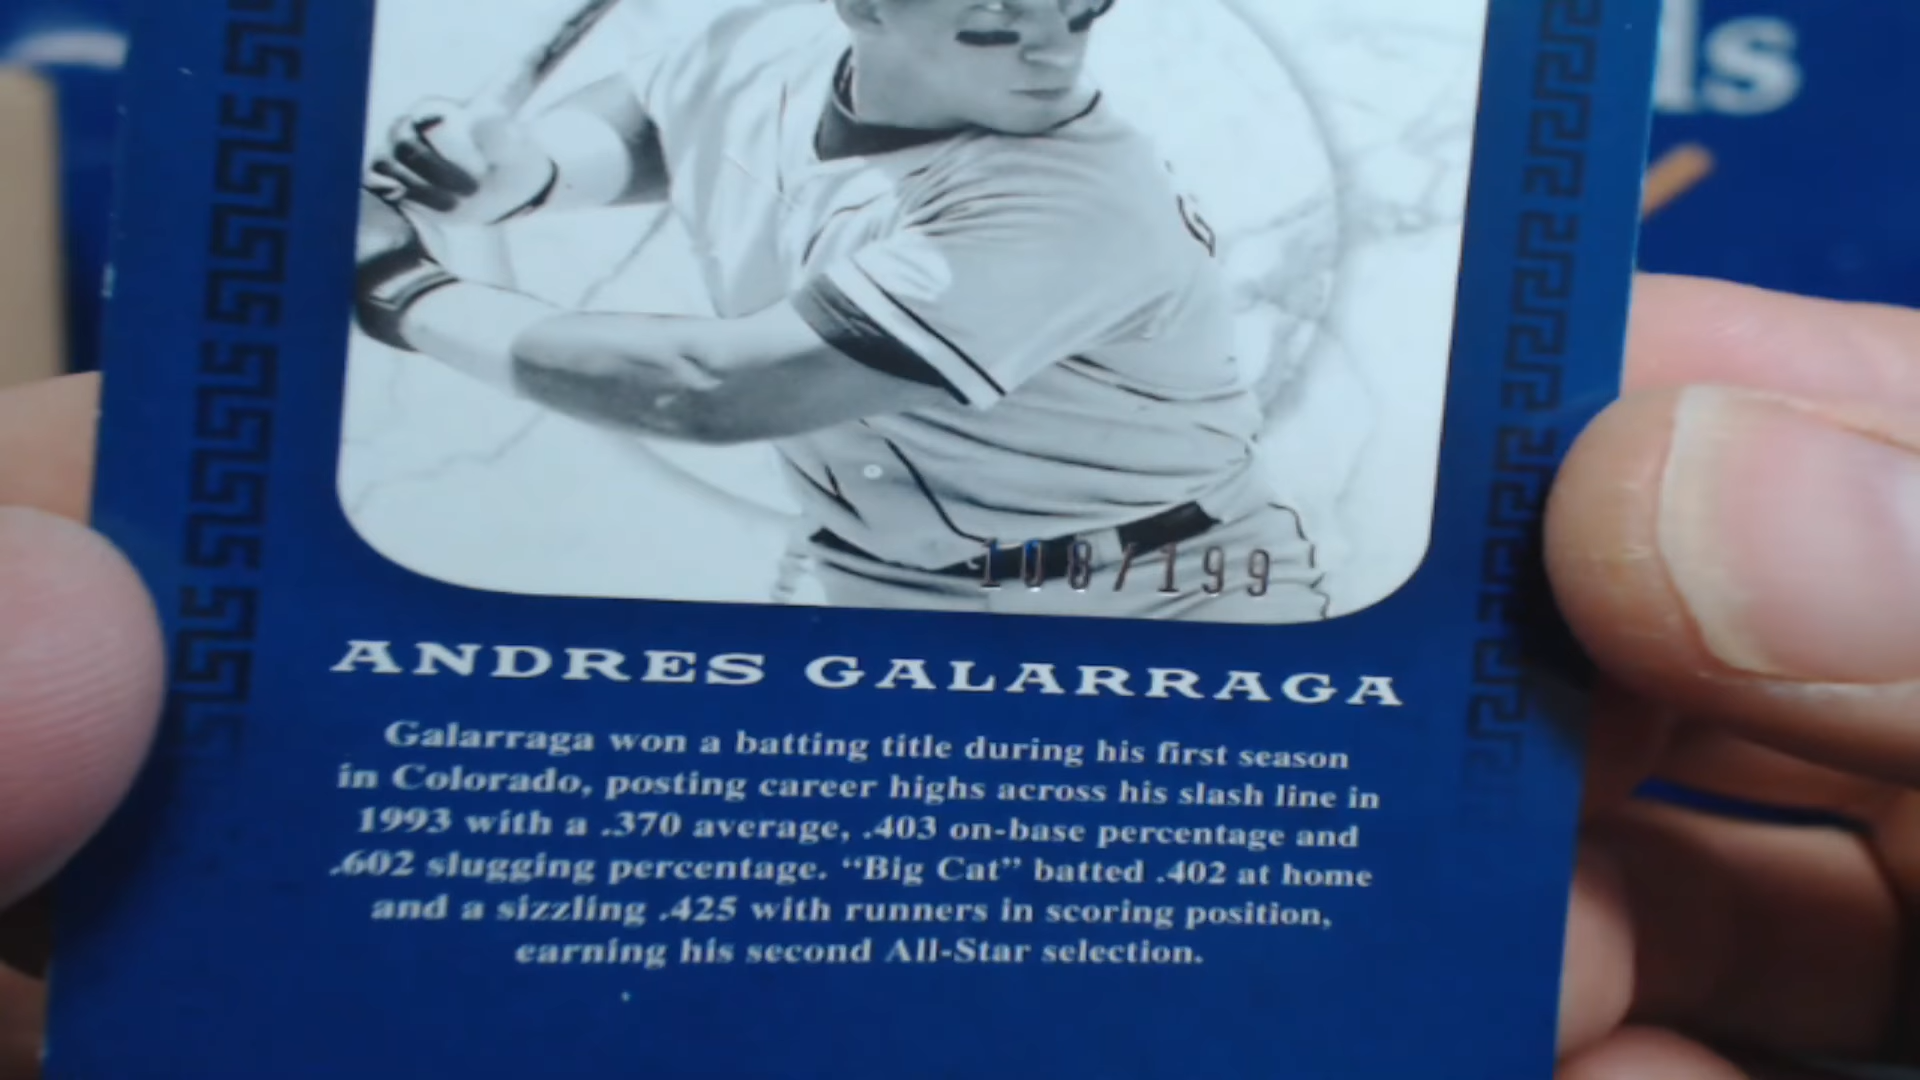 ls
108/199
ANDRES GALARRAGA
Galarraga won a batting title during his first season
in Colorado, posting career highs across his slash line in
1993 with a .370 average, .403 on-base percentage and
.602 slugging percentage. “Big Cat” batted .402 at home
and a sizzling .425 with runners in scoring position,
earning his second All-Star selection.